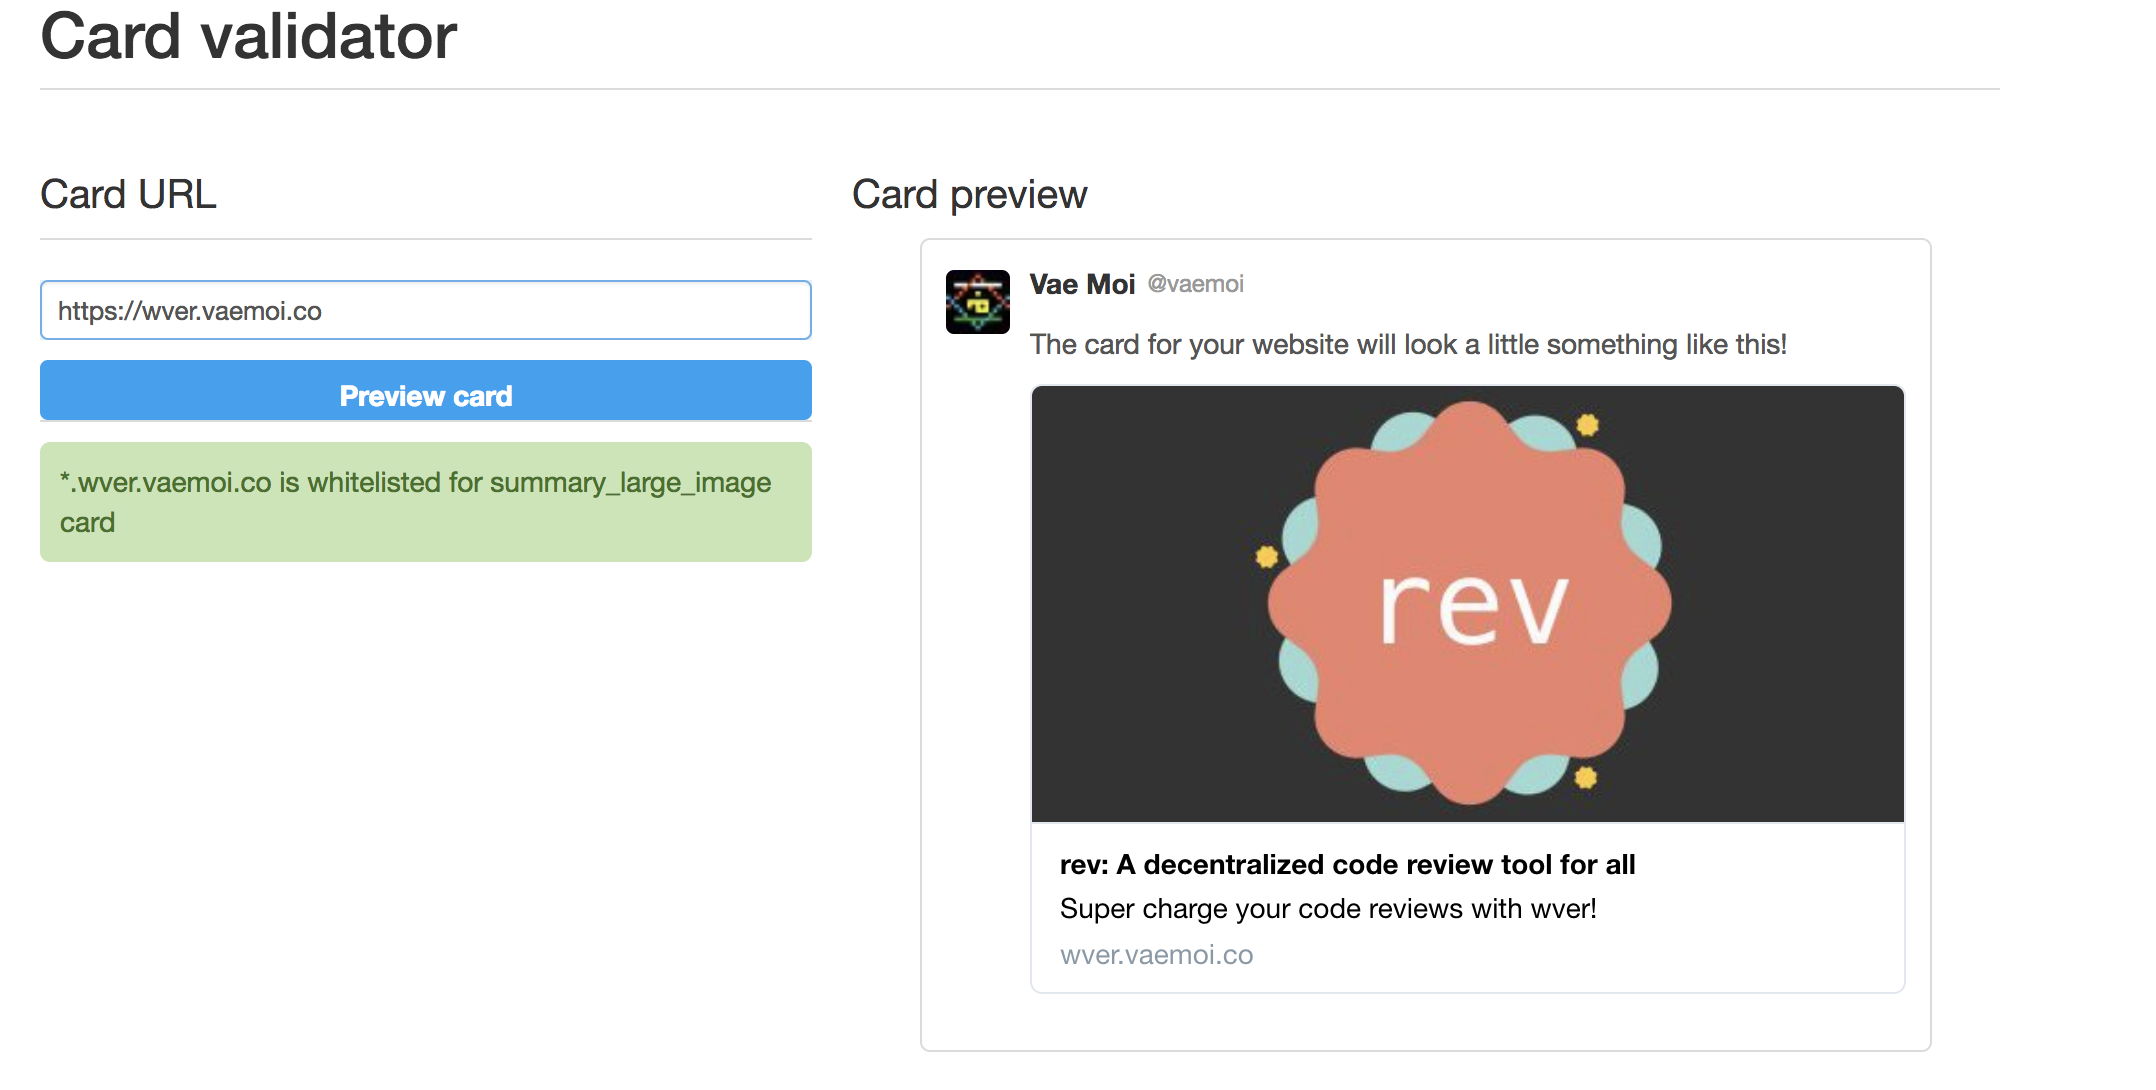 Card validator
Card URL
https://wver.vaemoi.co
Preview card
*.wver.vaemoi.co is whitelisted for summary_large_image
card
Card preview
Vae Moi @vaemoi
The card for your website will look a little something like this!
rev
rev: A decentralized code review tool for all
Super charge your code reviews with wver!
wver.vaemoi.co